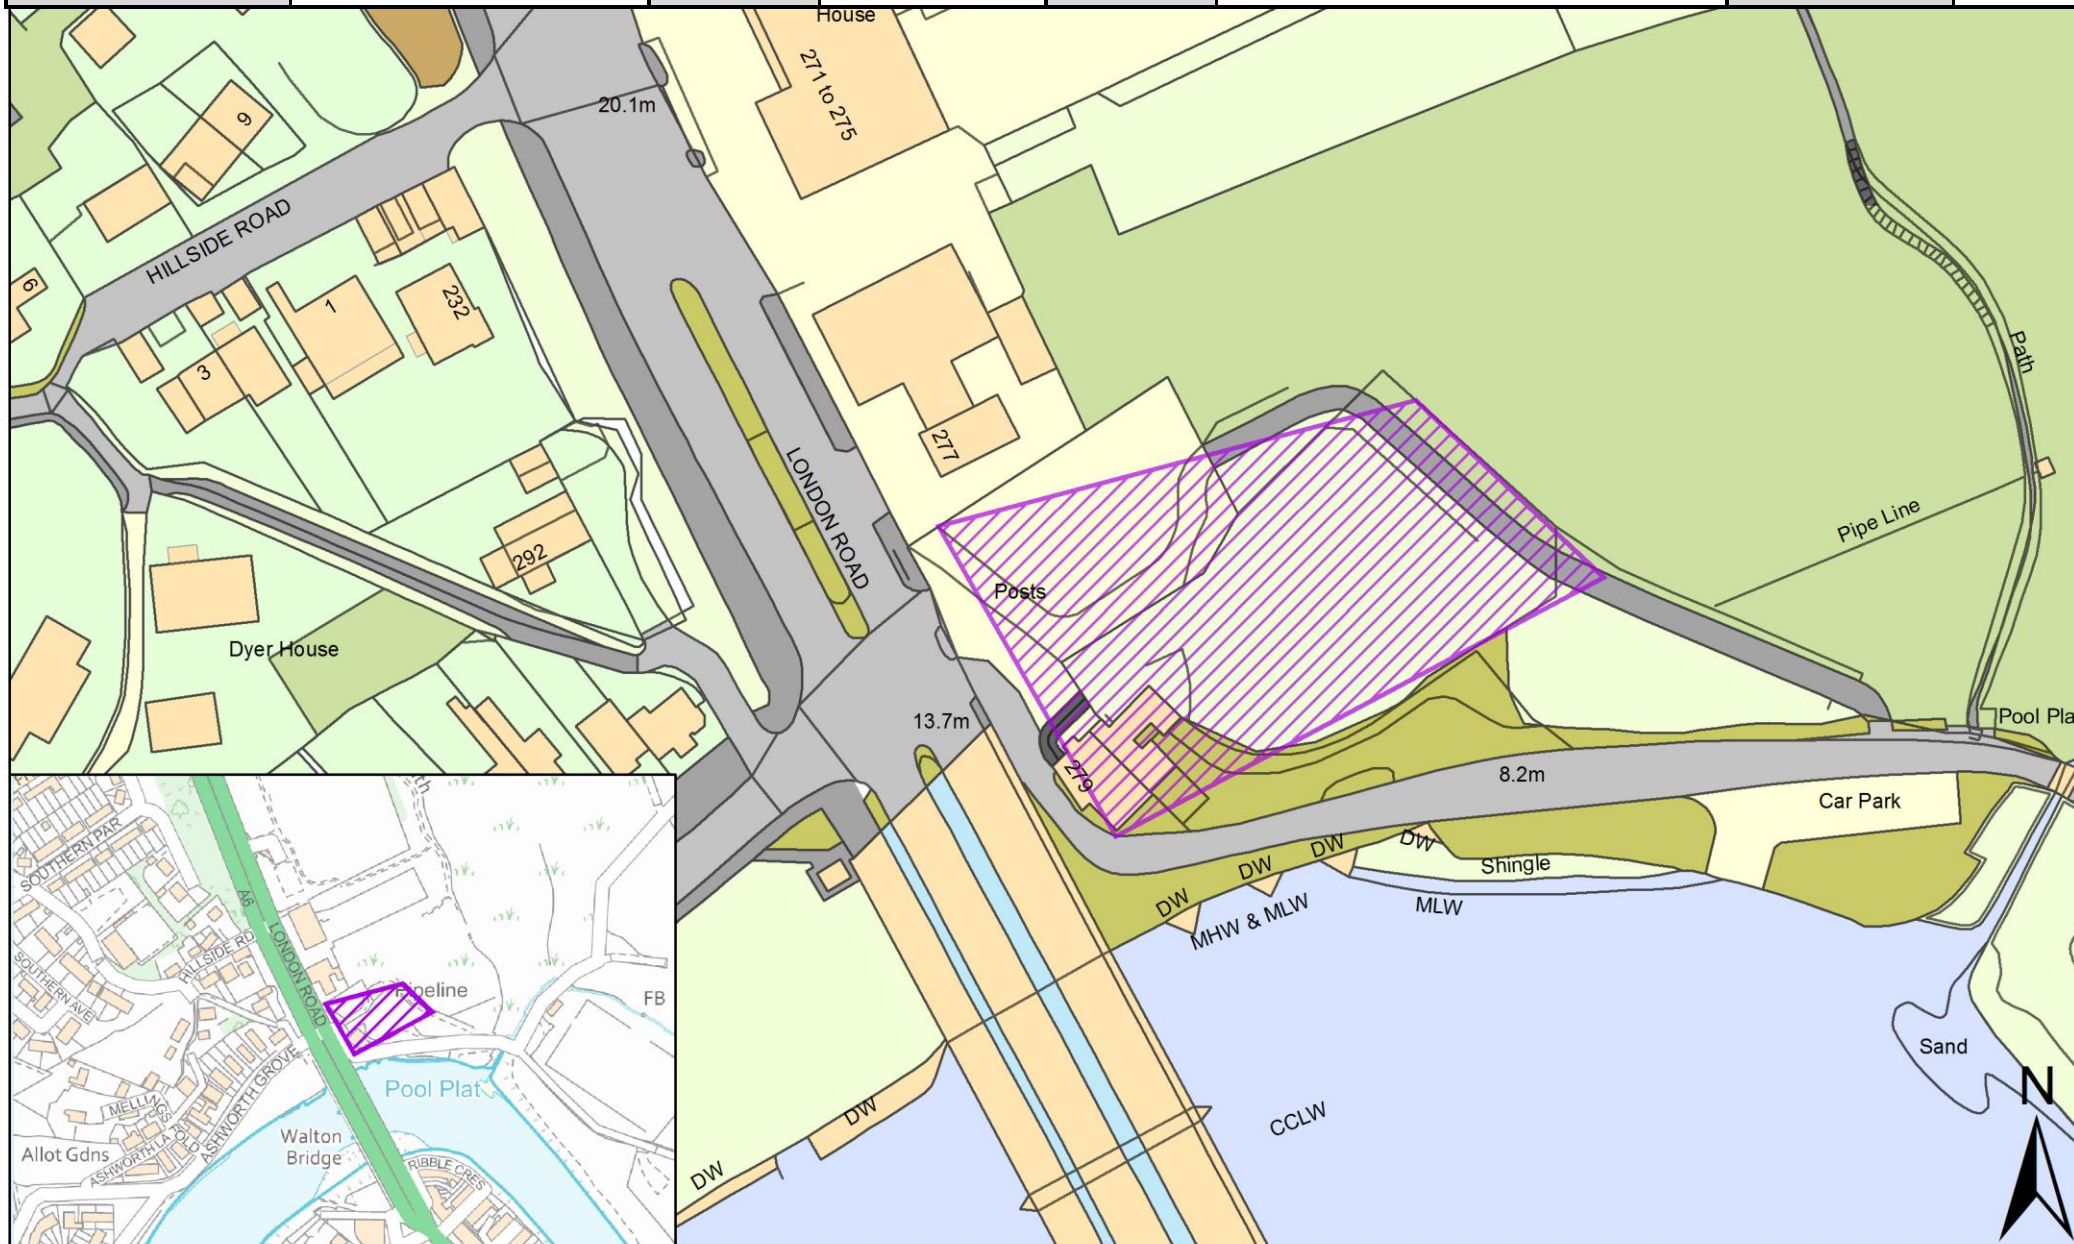 House
271 to 275
20.1m
9
HILLSIDE ROAD
9
1
232
3
LONDON ROAD
277
292
Dyer House
Posts
Path
Pipe Line
13.7m
279
8.2m
Pool Pla
Car Park
DW
DW
DW
DW
Shingle
MLW
MHW & MLW
Sand
CCLW
DW
DW
N
SOUTHERN PAR
A6
HILLSIDE RD
LONDON ROAD
SOUTHERN AVE
Pipeline
FB
ASHWORTH GROVE
Pool Plat
MELLINGS
FOLD
ASHWORTH LA
Walton
Bridge
Allot Gdns
RIBBLE CRES